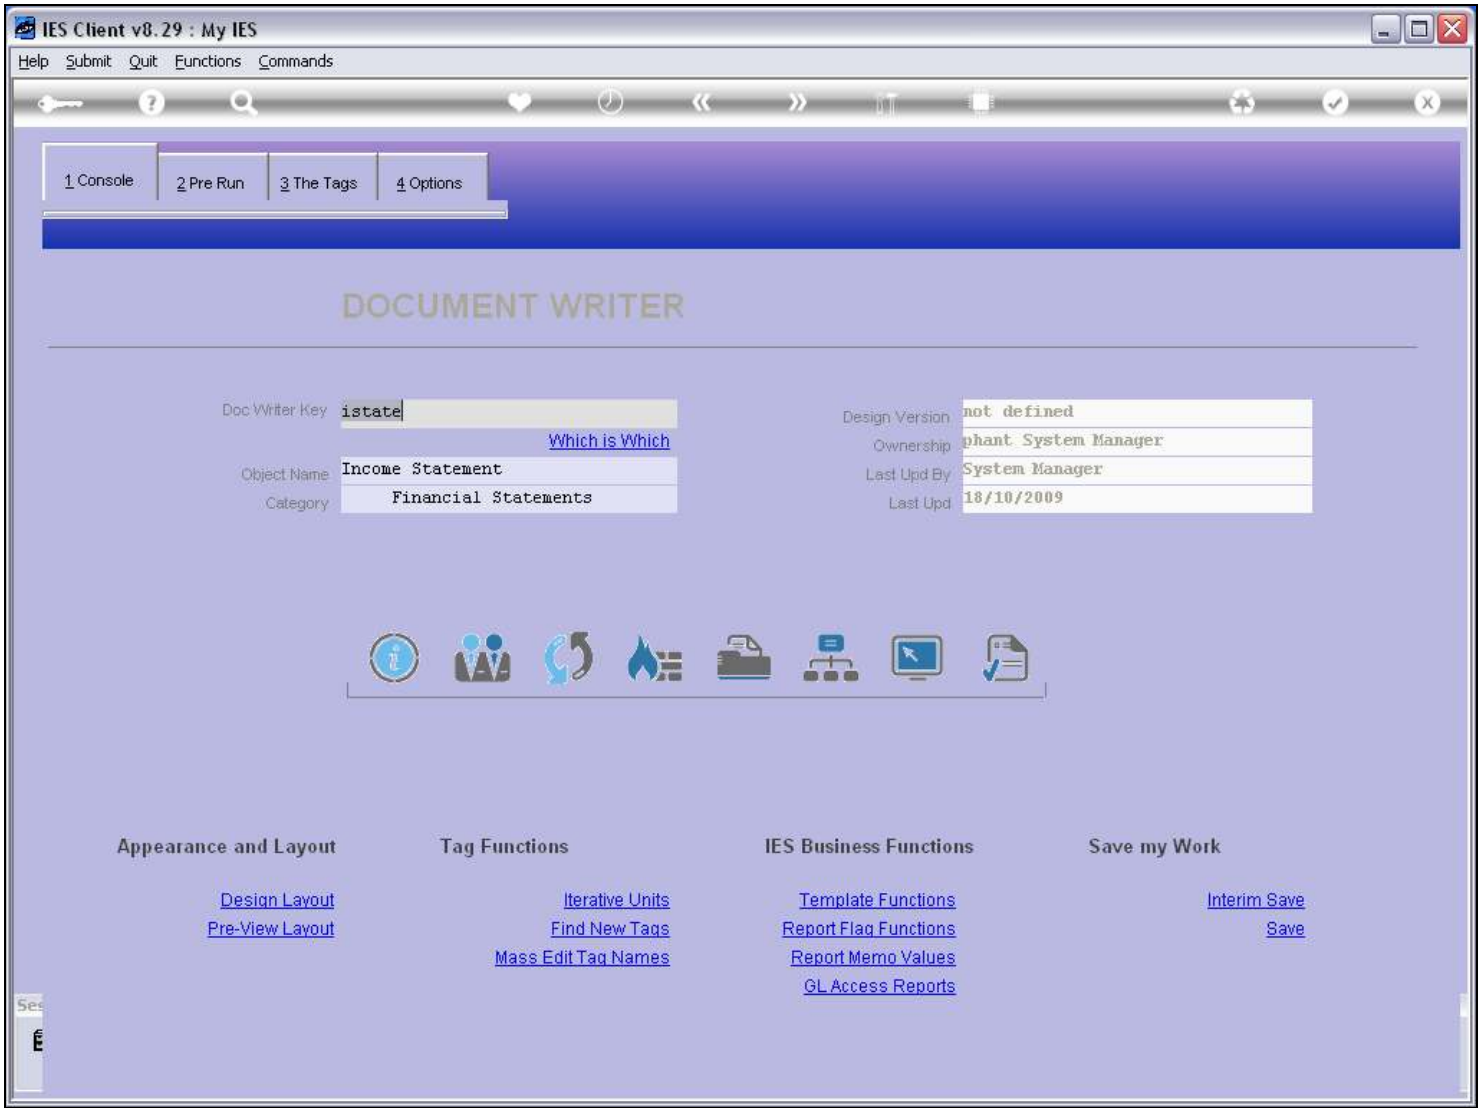 IES Client v8.29 : My IES
Help Submit Quit Functions Commands
1 Console 2 Pre Run 3 The Tags 4 Options
DOCUMENT WRITER
Doc Writer Key istate
Which is Which
Object Name Income Statement
Category Financial Statements
Design Version not defined
Ownership phant System Manager
Last Upd By System Manager
Last Upd 18/10/2009
Appearance and Layout
Design Layout
Pre-View Layout
Tag Functions
Iterative Units
Find New Tags
Mass Edit Tag Names
IES Business Functions
Template Functions
Report Flag Functions
Report Memo Values
GL Access Reports
Save my Work
Interim Save
Save
Ses